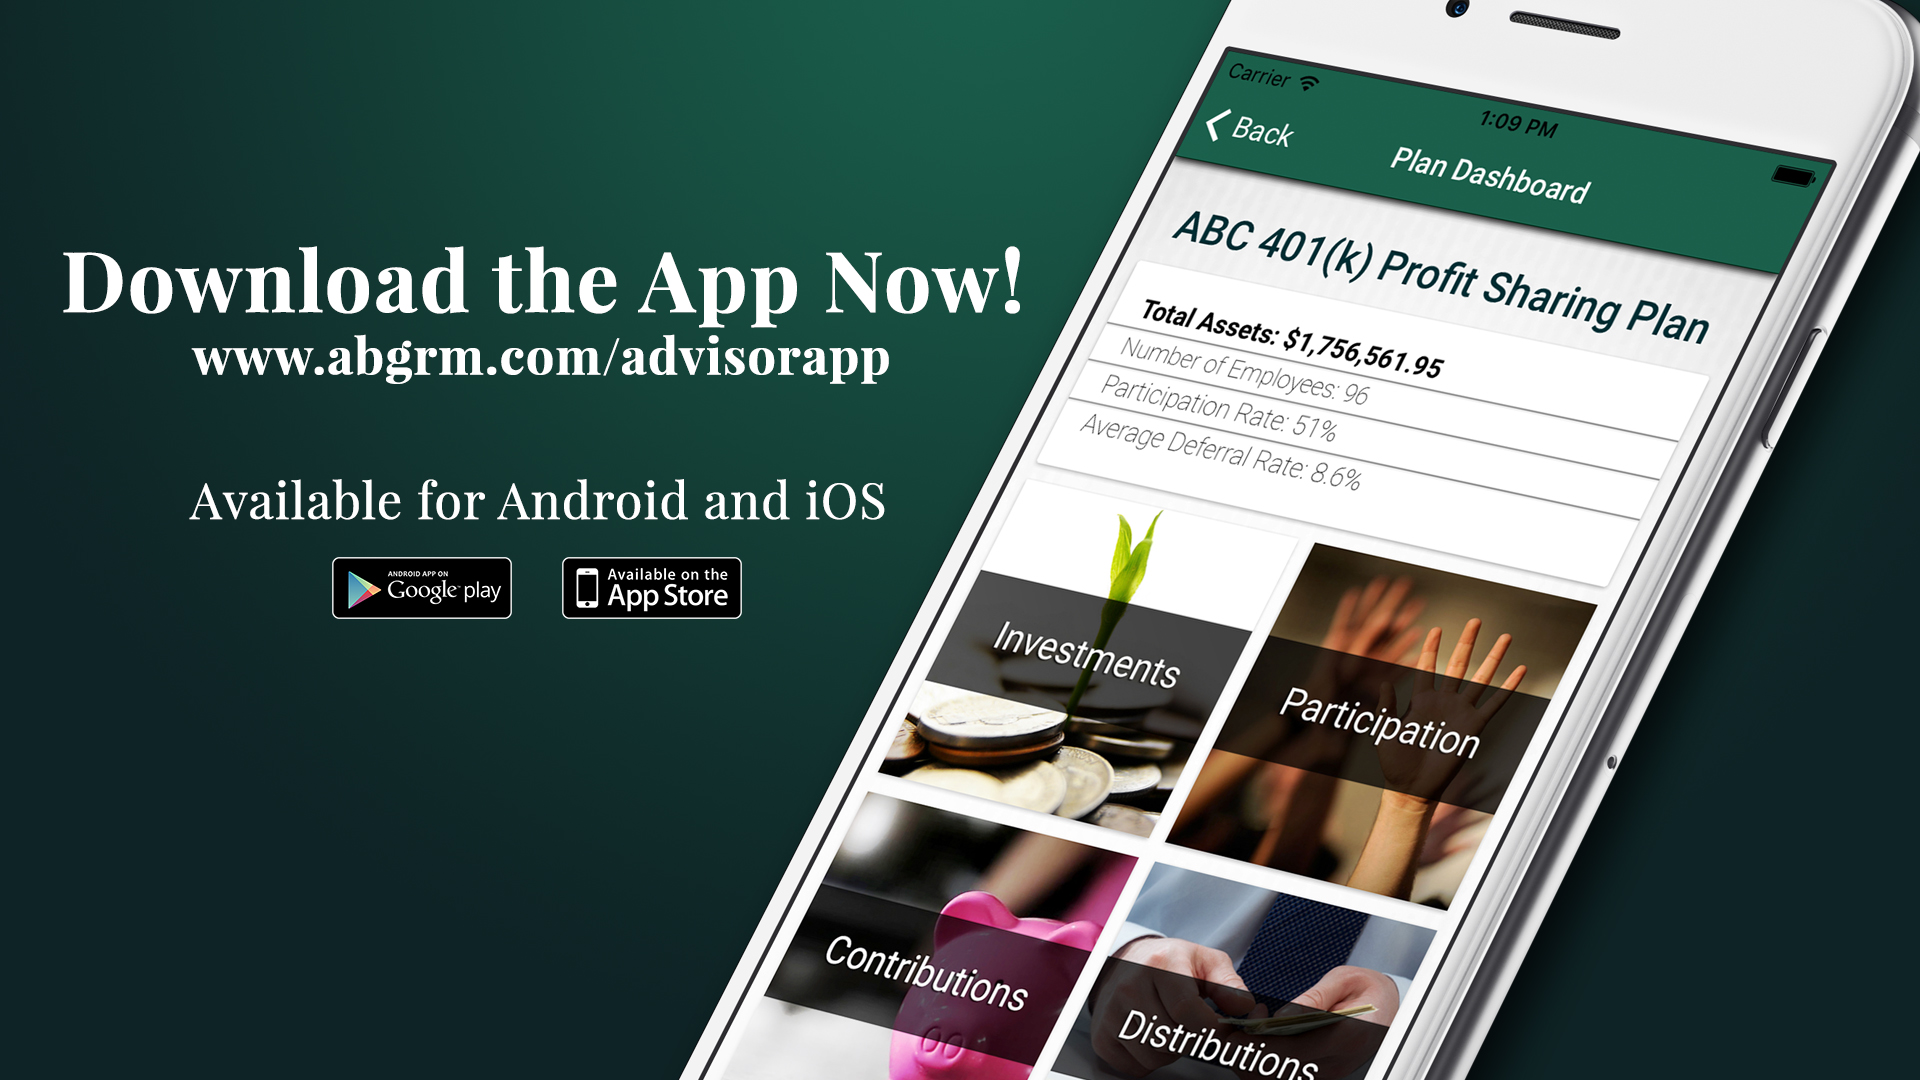 Download the App Now!
www.abgrm.com/advisorapp
Available for Android and iOS
ANDROID APP ON
Google play
Available on the
App Store
Carrier
1:09 PM
Back
Plan Dashboard
ABC 401(k) Profit Sharing Plan
Total Assets: $1,756,561.95
Number of Employees: 96
Participation Rate: 51%
Average Deferral Rate: 8.6%
Investments
Participation
Contributions
Distributions